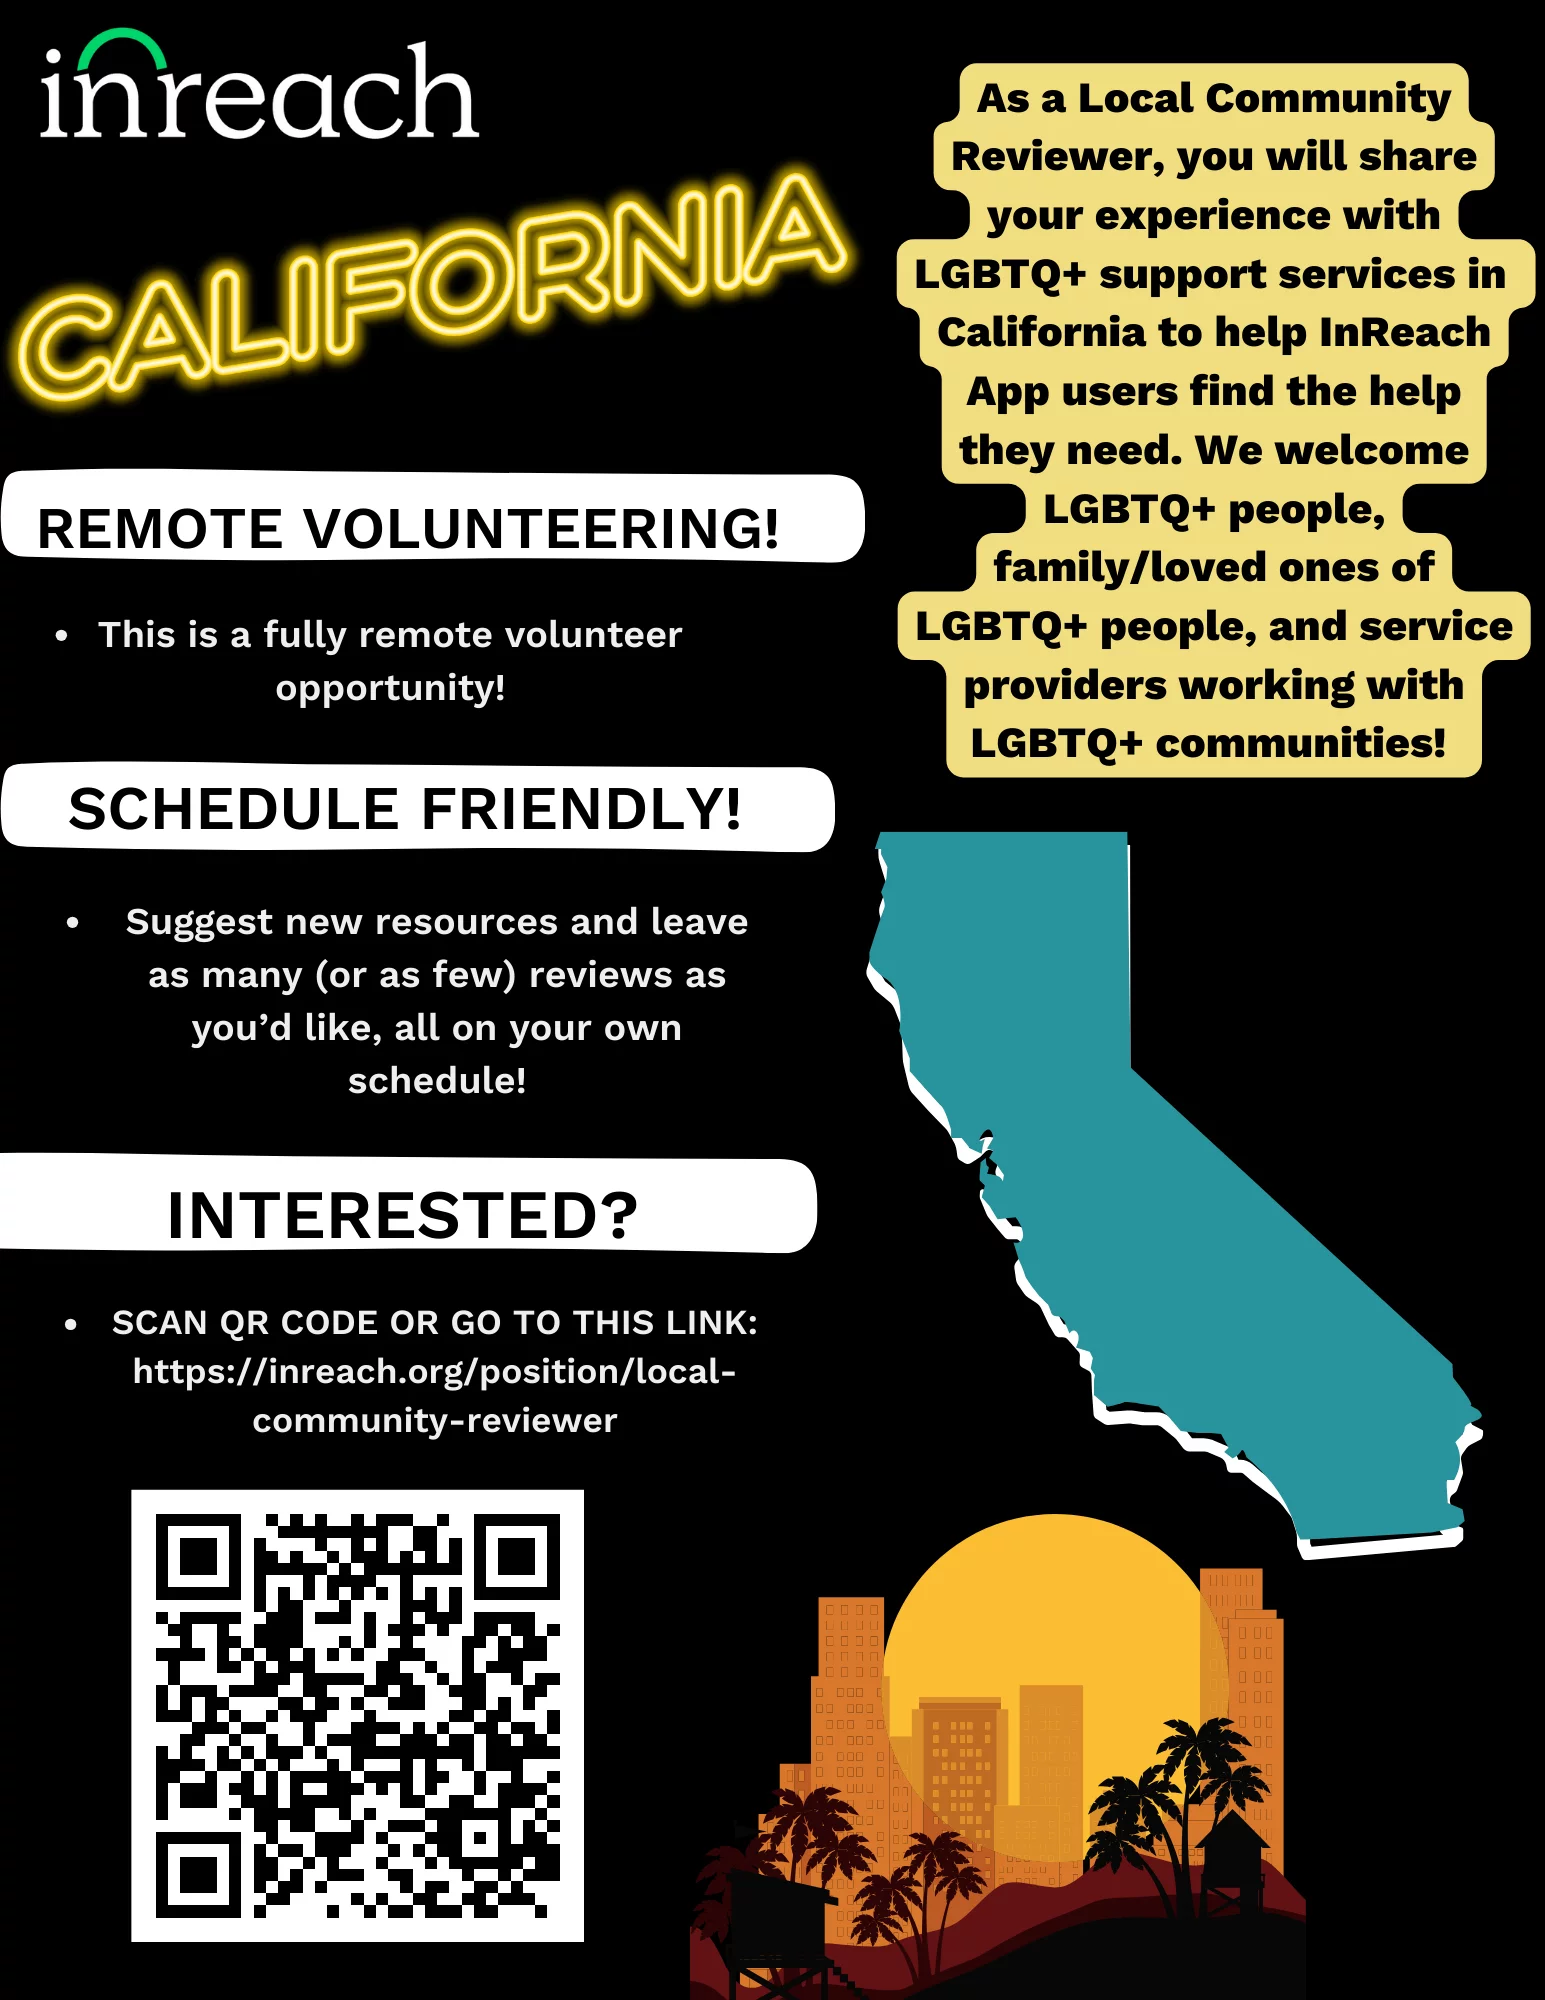 inreach
CALIFORNIA
As a Local Community
Reviewer, you will share
your experience with
LGBTQ+ support services in
California to help InReach
App users find the help
they need. We welcome
LGBTQ+ people,
family/loved ones of
LGBTQ+ people, and service
providers working with
LGBTQ+ communities!
REMOTE VOLUNTEERING!
• This is a fully remote volunteer
opportunity!
SCHEDULE FRIENDLY!
• Suggest new resources and leave
as many (or as few) reviews as
you’d like, all on your own
schedule!
INTERESTED?
• SCAN QR CODE OR GO TO THIS LINK:
https://inreach.org/position/local-
community-reviewer